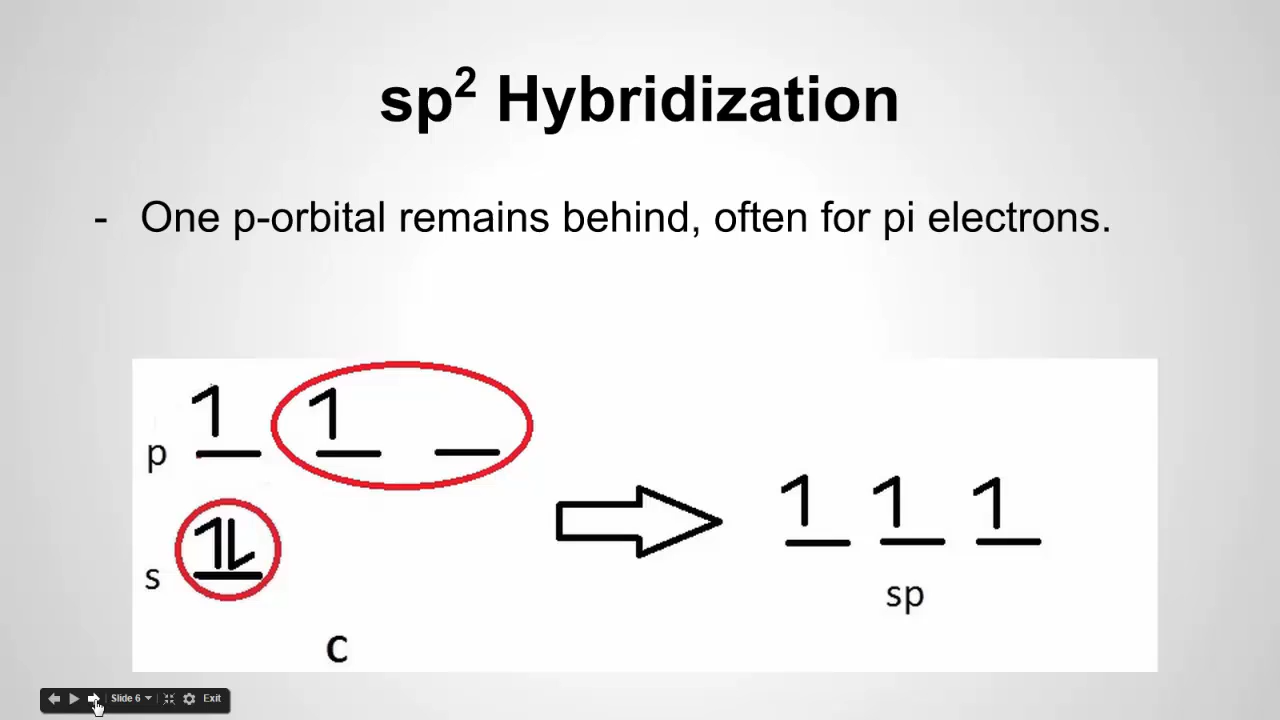 sp² Hybridization
- One p-orbital remains behind, often for pi electrons.
p 1 1
1 1 1
s 1L
sp
C
Slide 6 Exit